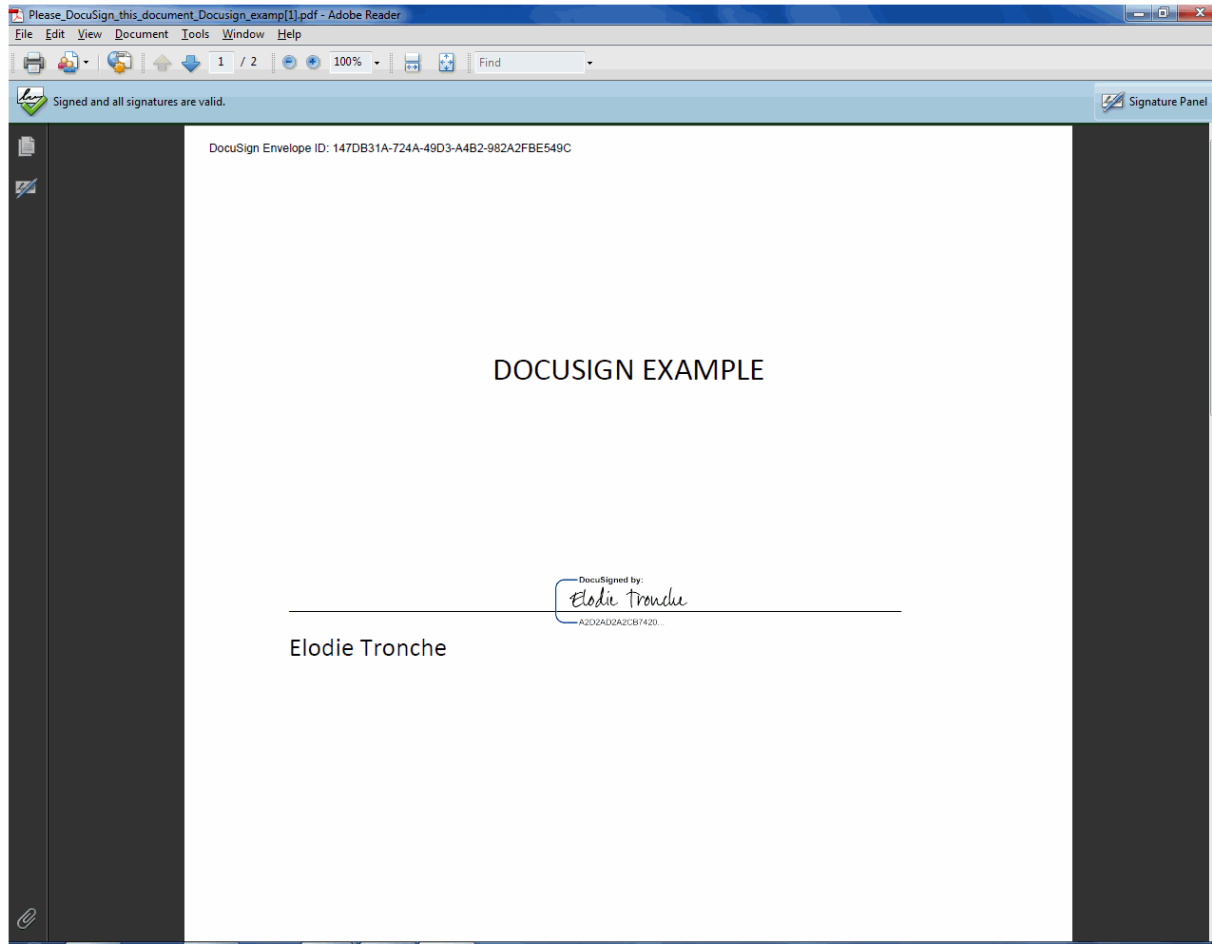 Please_DocuSign_this_document_Docusign_examp[1].pdf - Adobe Reader
File Edit View Document Tools Window Help
1 / 2 100% Find
Signed and all signatures are valid.
Signature Panel
DocuSign Envelope ID: 147DB31A-724A-49D3-A4B2-982A2FBE549C
DOCUSIGN EXAMPLE
DocuSigned by:
Elodie Tronche
A2D2AD2A2CB7420...
Elodie Tronche